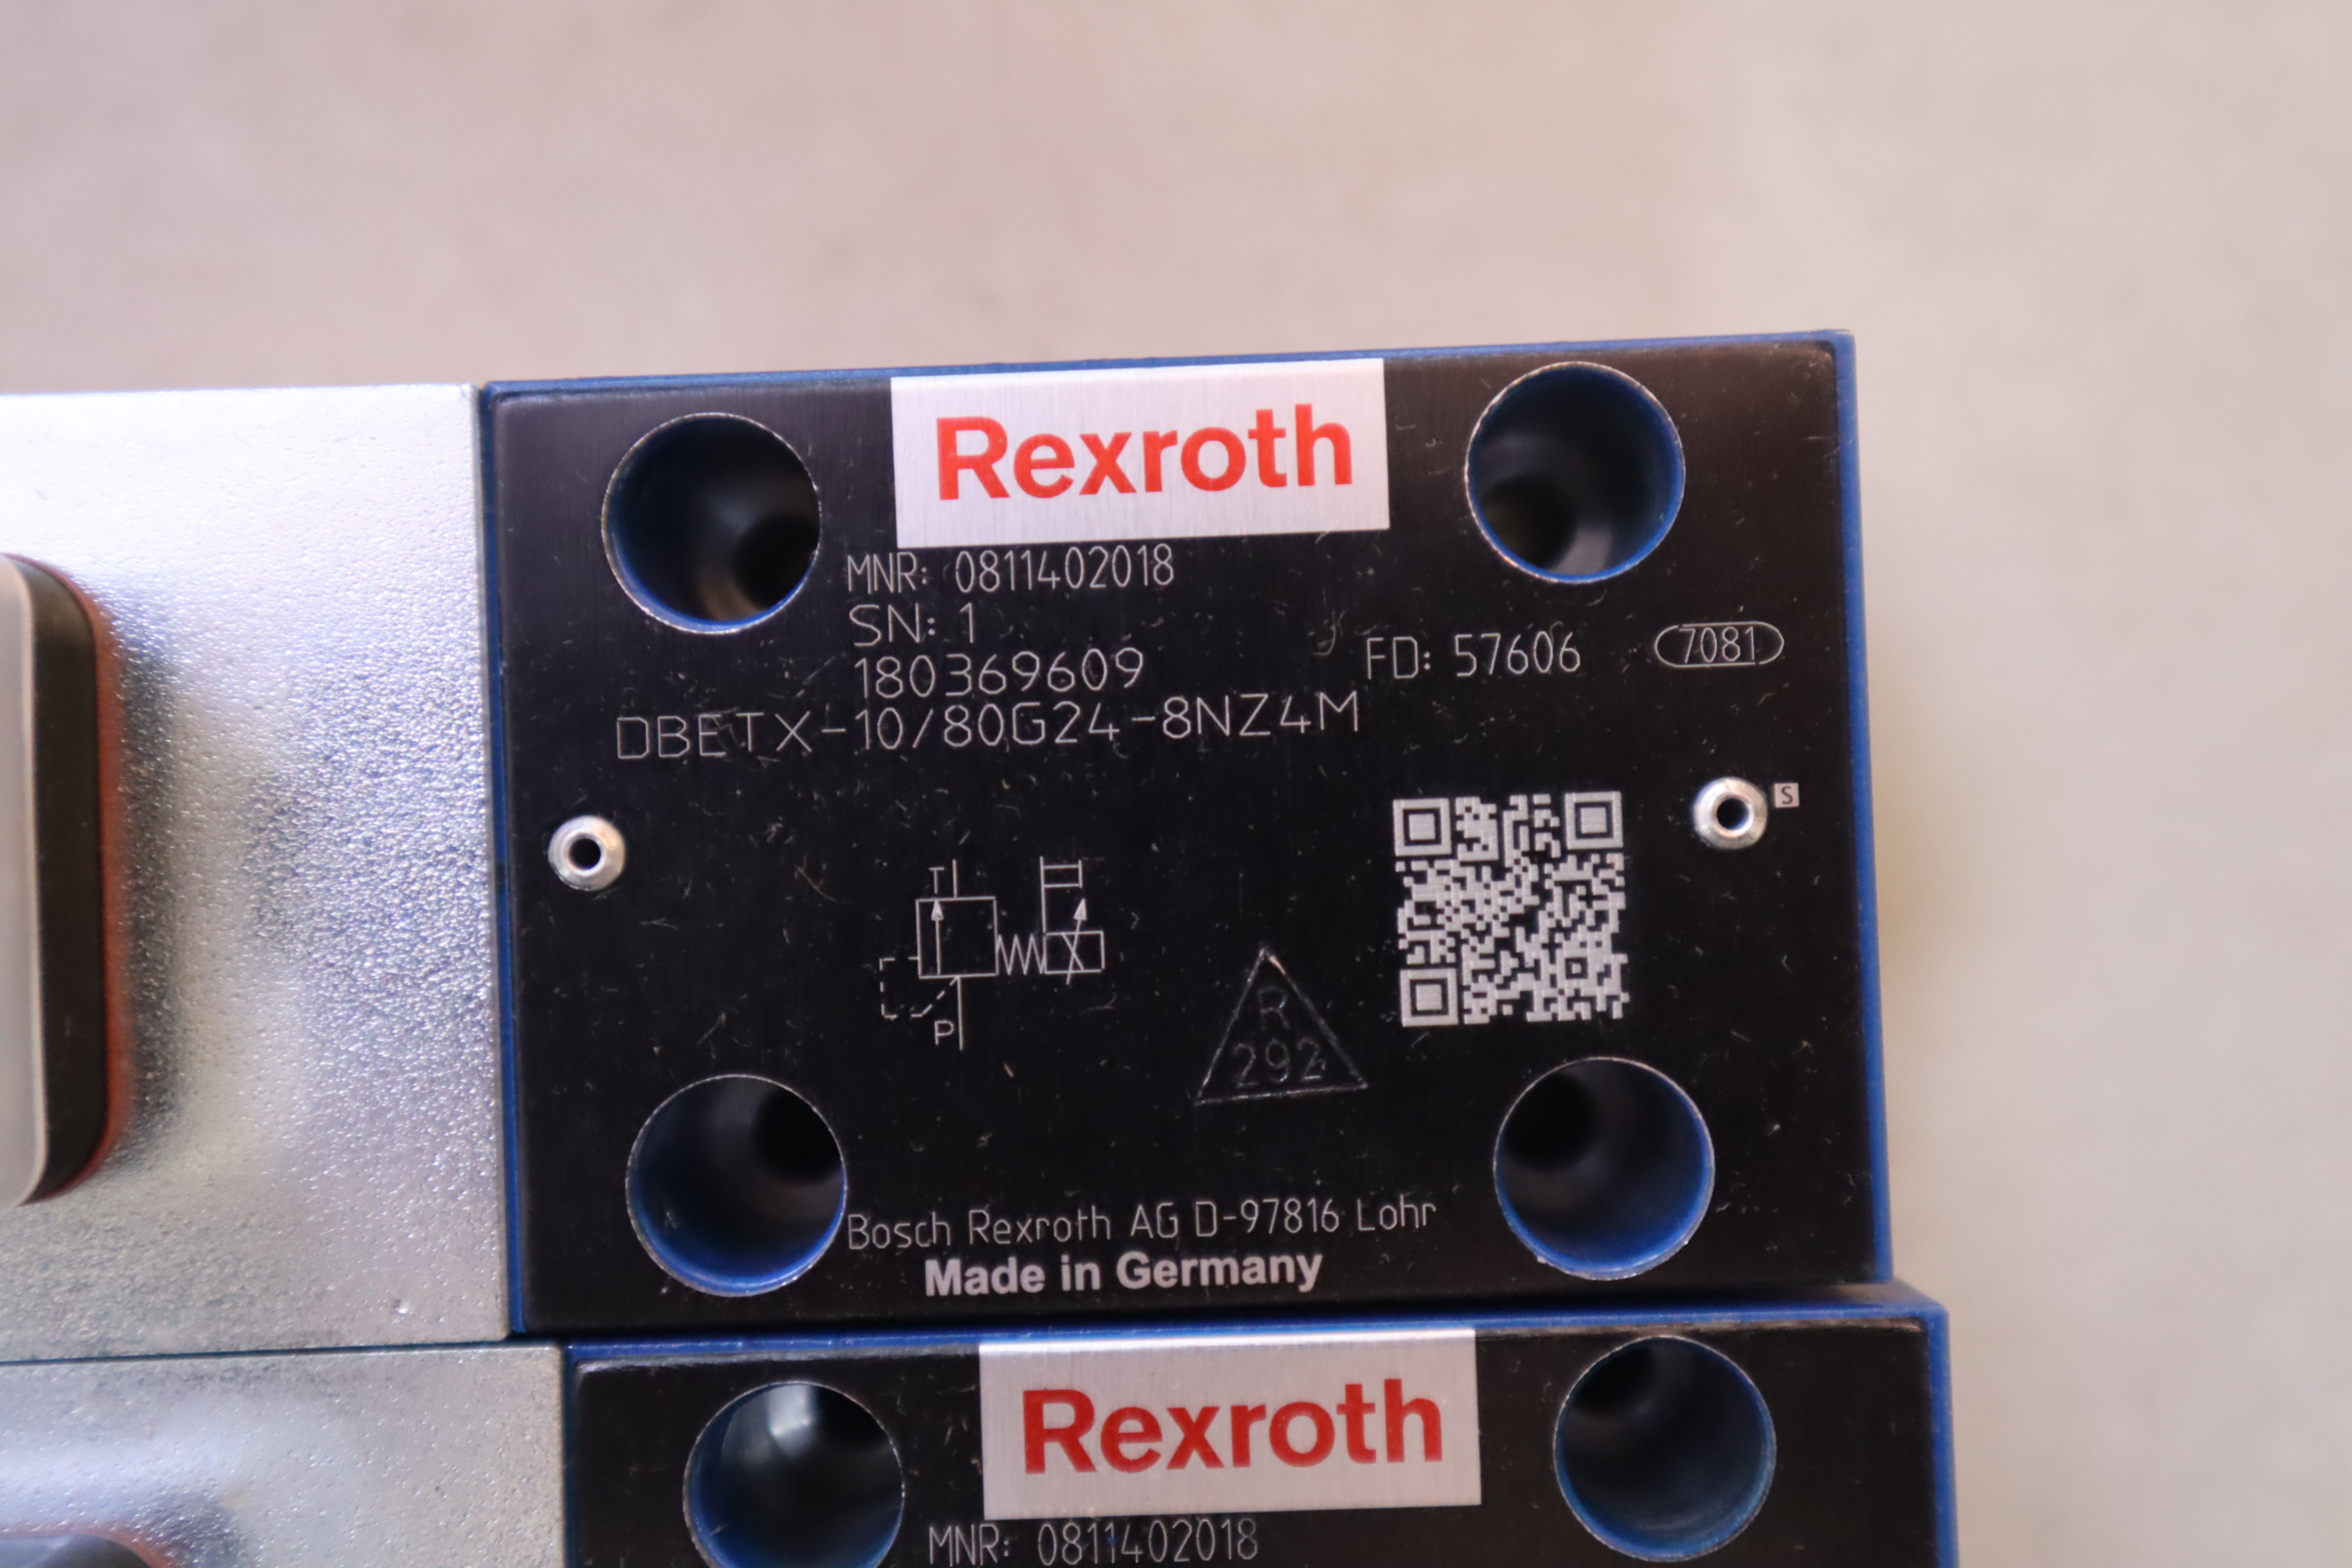 Rexroth
MNR: 0811402018
SN: 1
180369609
FD: 57606
7081
DBETX-10/80G24-8NZ4M
S
T
P
R
292
Bosch Rexroth AG D-97816 Lohr
Made in Germany
Rexroth
MNR: 0811402018